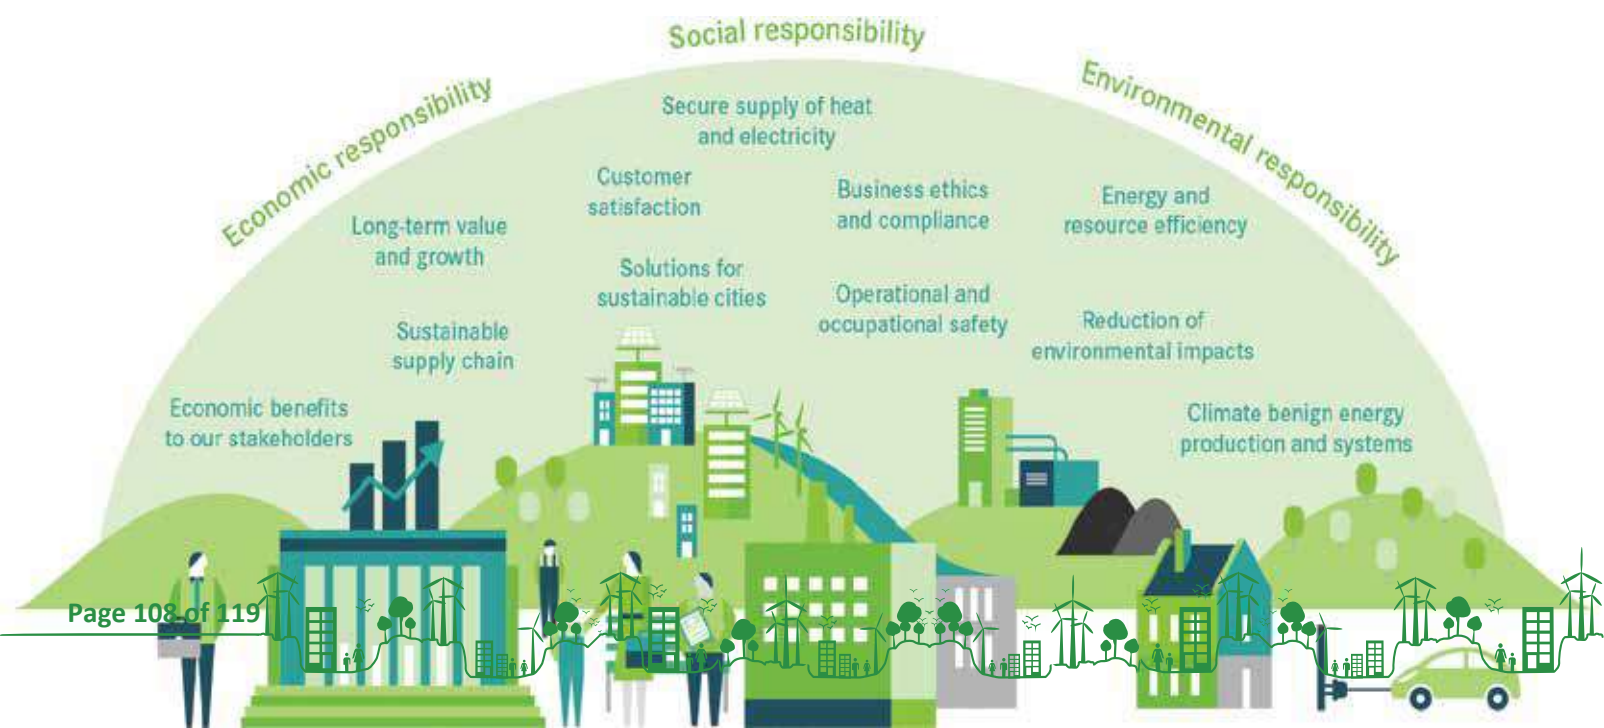 Social responsibility
Economic responsibility
Environmental responsibility
Secure supply of heat
and electricity
Customer
satisfaction
Business ethics
and compliance
Energy and
resource efficiency
Long-term value
and growth
Solutions for
sustainable cities
Operational and
occupational safety
Reduction of
environmental impacts
Sustainable
supply chain
Economic benefits
to our stakeholders
Climate benign energy
production and systems
Page 108 of 119